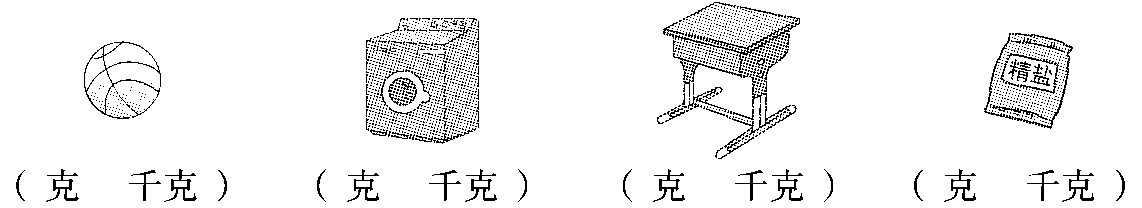 精盐
( 克 千克 ) ( 克 千克 ) ( 克 千克 ) ( 克 千克 )